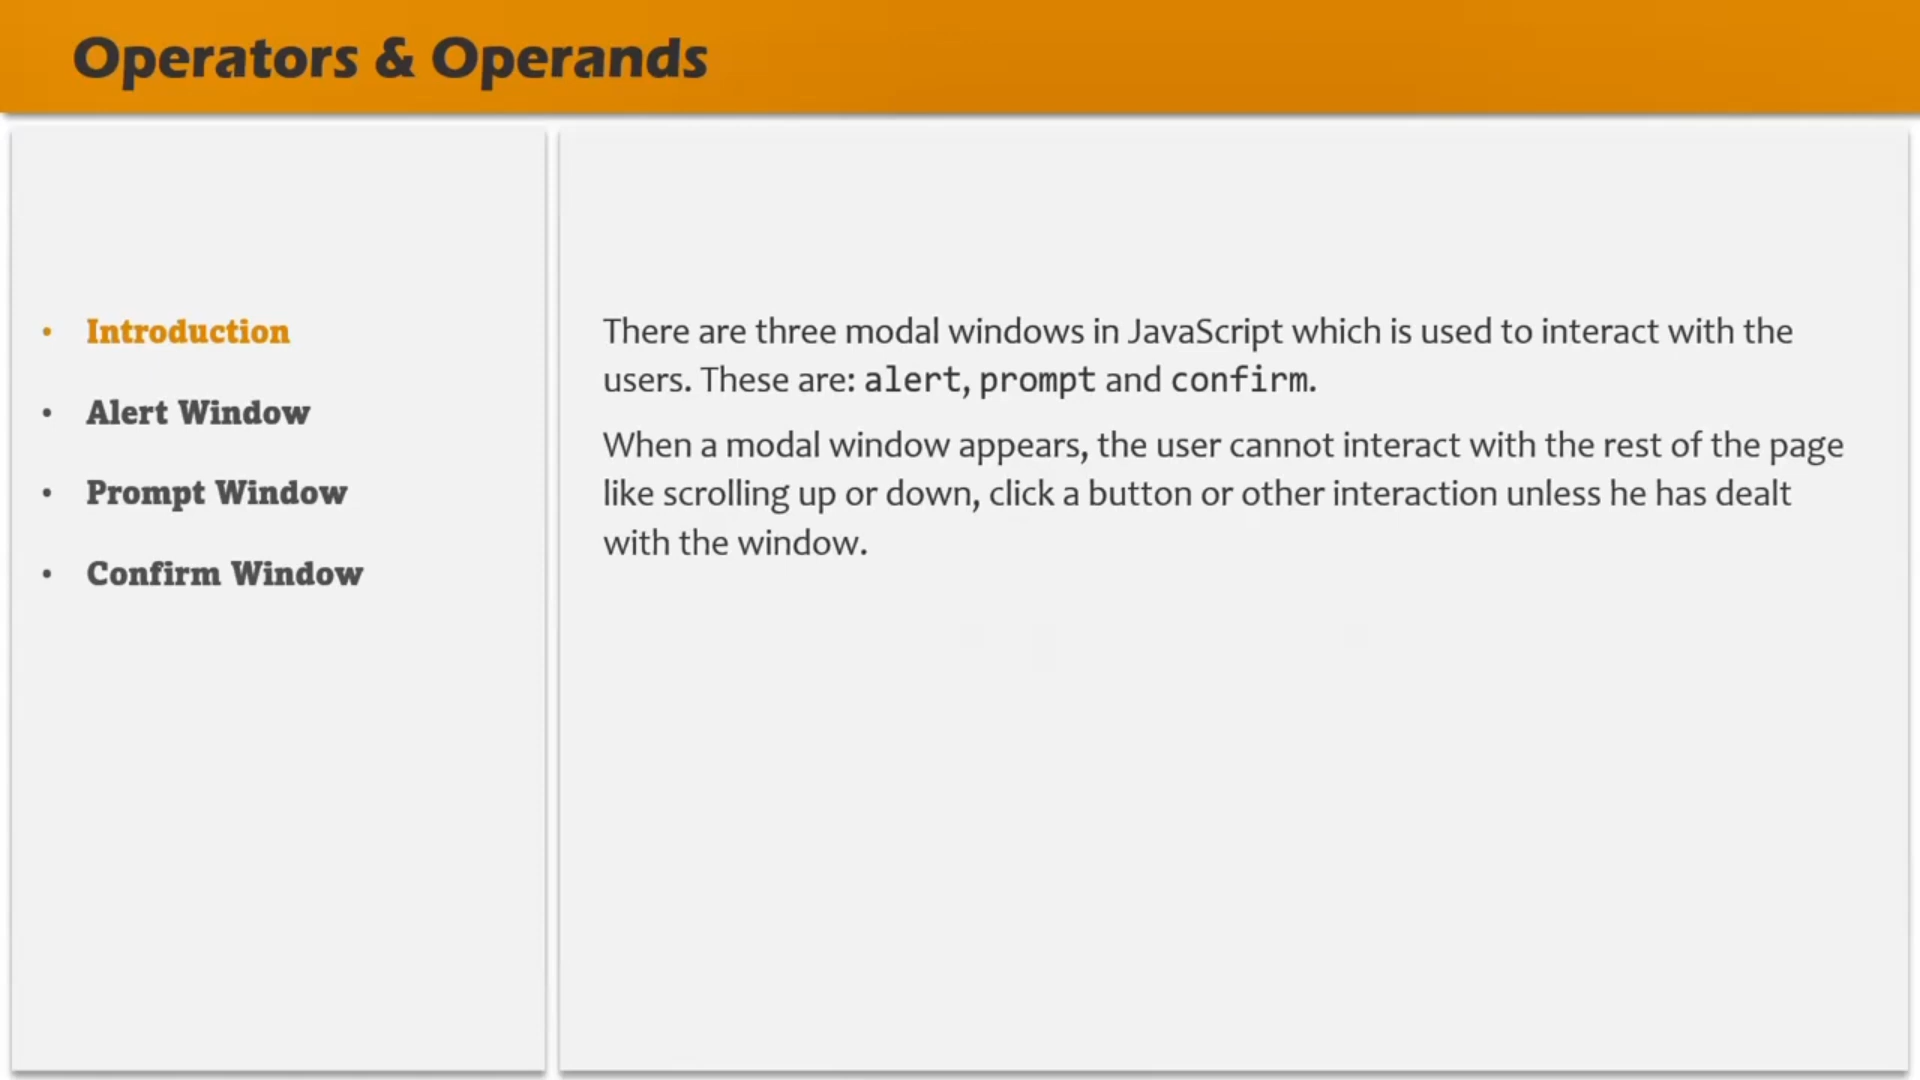 Operators & Operands
• Introduction
• Alert Window
• Prompt Window
• Confirm Window
There are three modal windows in JavaScript which is used to interact with the
users. These are: alert, prompt and confirm.
When a modal window appears, the user cannot interact with the rest of the page
like scrolling up or down, click a button or other interaction unless he has dealt
with the window.